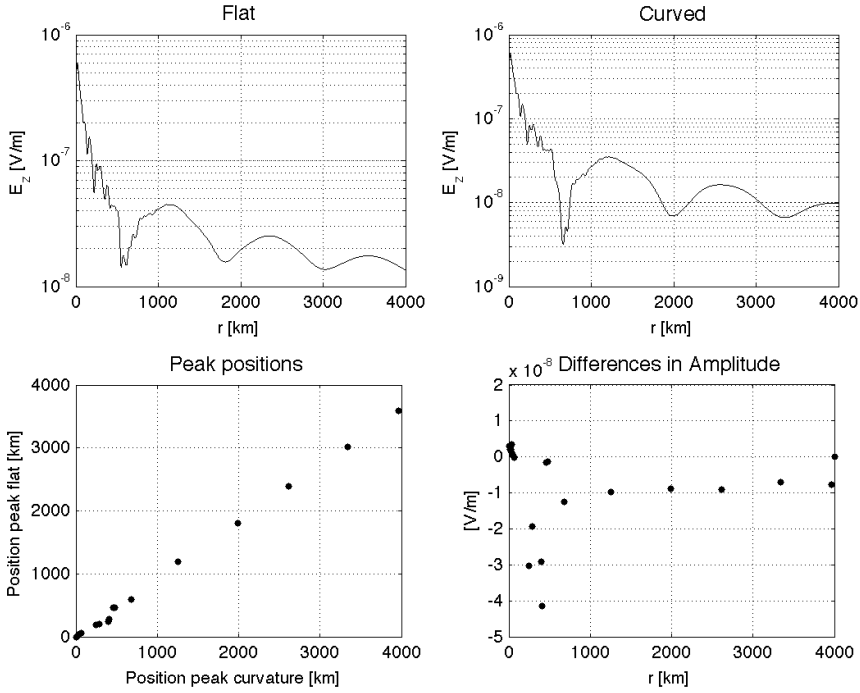 Flat
10^-6
10^-7
10^-8
E_Z [V/m]
0 1000 2000 3000 4000
r [km]
Curved
10^-6
10^-7
10^-8
10^-9
E_Z [V/m]
0 1000 2000 3000 4000
r [km]
Peak positions
4000
3000
2000
1000
0
Position peak flat [km]
0 1000 2000 3000 4000
Position peak curvature [km]
x 10^-8 Differences in Amplitude
2
1
0
-1
-2
-3
-4
-5
[V/m]
0 1000 2000 3000 4000
r [km]